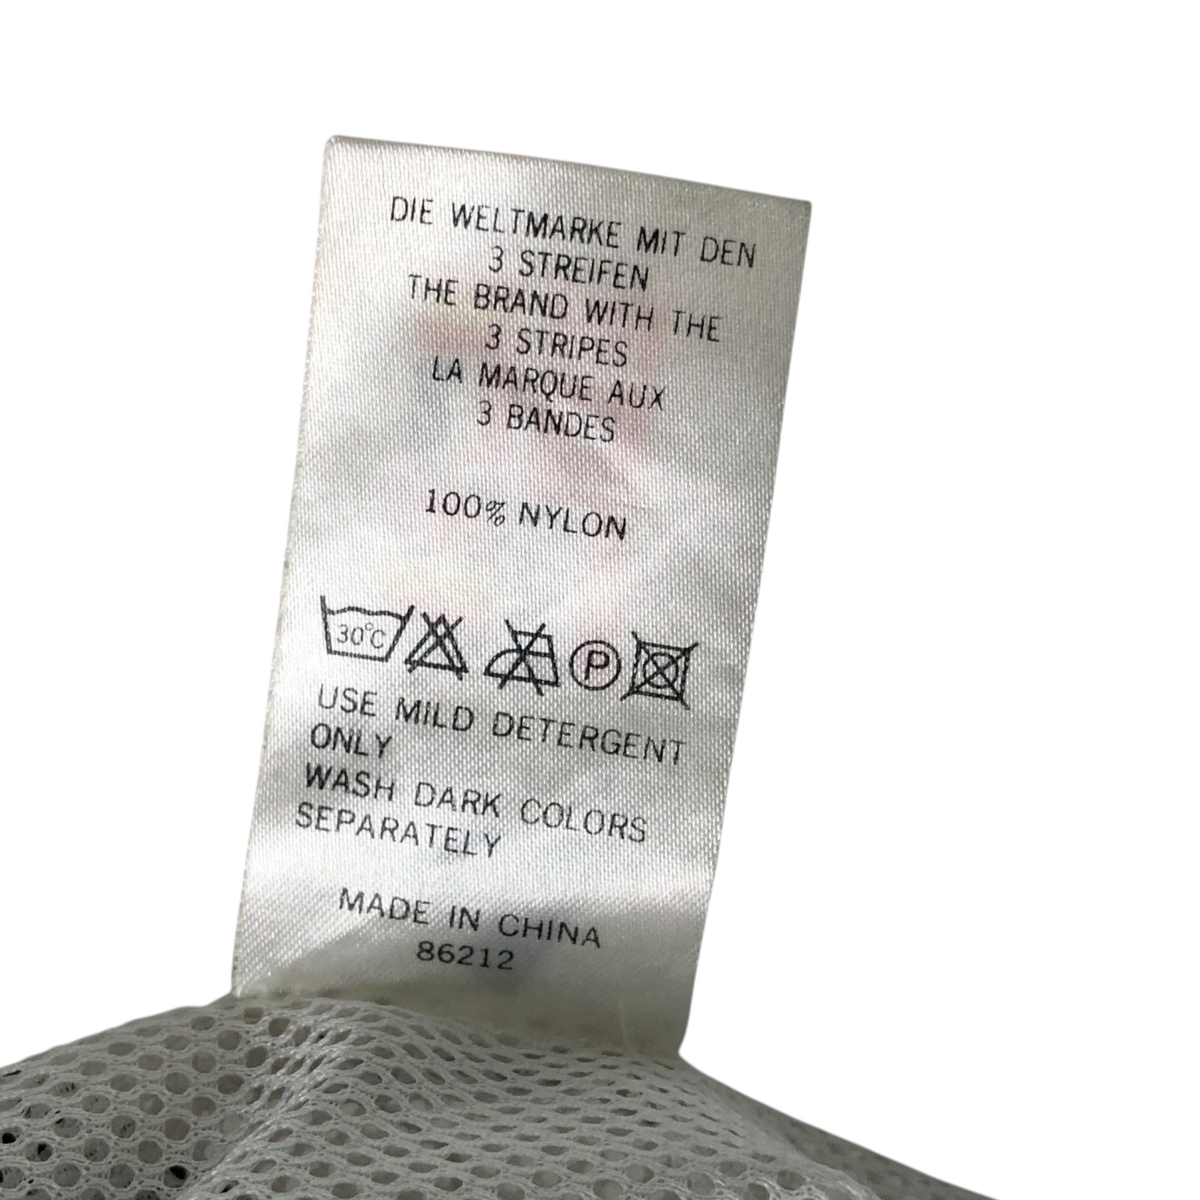 DIE WELTMARKE MIT DEN
3 STREIFEN
THE BRAND WITH THE
3 STRIPES
LA MARQUE AUX
3 BANDES
100% NYLON
30°C P
USE MILD DETERGENT
ONLY
WASH DARK COLORS
SEPARATELY
MADE IN CHINA
86212